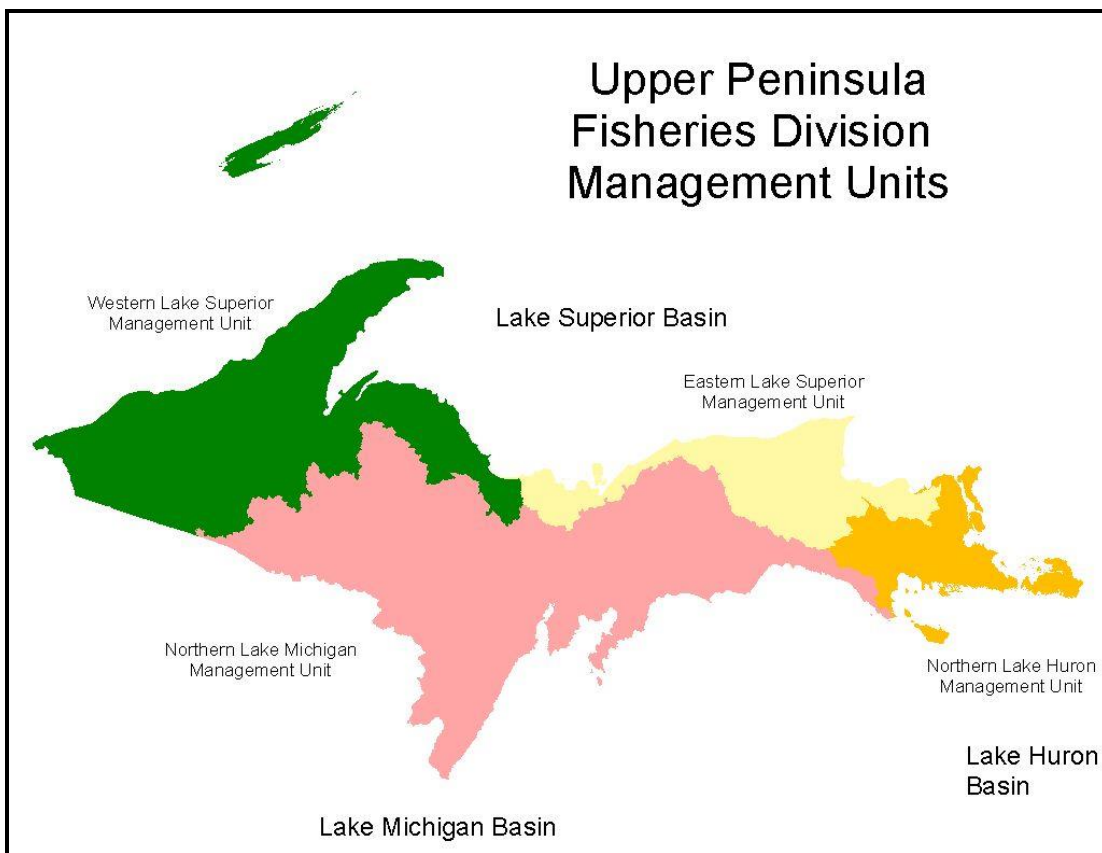 Upper Peninsula
Fisheries Division
Management Units
Western Lake Superior
Management Unit
Lake Superior Basin
Eastern Lake Superior
Management Unit
Northern Lake Michigan
Management Unit
Northern Lake Huron
Management Unit
Lake Huron
Basin
Lake Michigan Basin